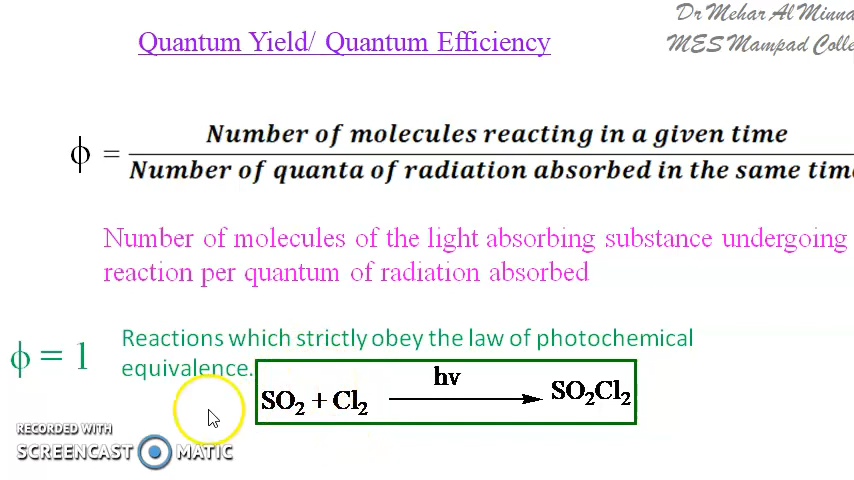 Dr Mehar Al Minna
MES Mampad Colle
Quantum Yield/ Quantum Efficiency
ϕ = Number of molecules reacting in a given time
Number of quanta of radiation absorbed in the same time
Number of molecules of the light absorbing substance undergoing
reaction per quantum of radiation absorbed
ϕ = 1
Reactions which strictly obey the law of photochemical
equivalence.
SO₂ + Cl₂ hν SO₂Cl₂
RECORDED WITH
SCREENCAST MATIC